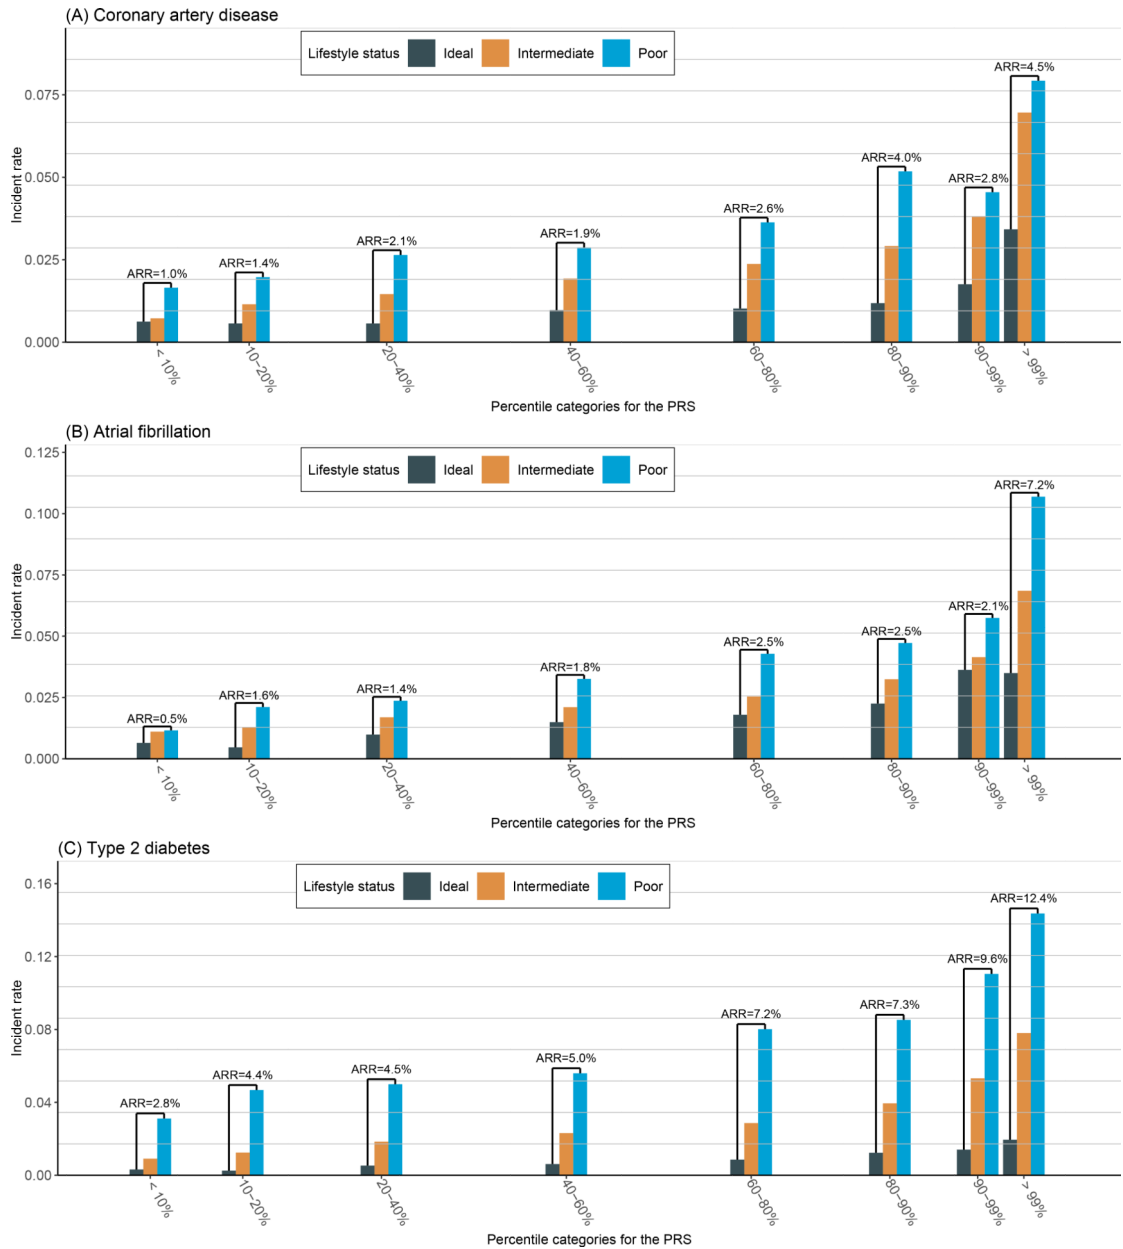 (A) Coronary artery disease
Lifestyle status Ideal Intermediate Poor
Incident rate
0.075
0.050
0.025
0.000
ARR=1.0%
ARR=1.4%
ARR=2.1%
ARR=1.9%
ARR=2.6%
ARR=4.0%
ARR=2.8%
ARR=4.5%
< 10%
10−20%
20−40%
40−60%
60−80%
80−90%
90−99%
> 99%
Percentile categories for the PRS
(B) Atrial fibrillation
Lifestyle status Ideal Intermediate Poor
Incident rate
0.125
0.100
0.075
0.050
0.025
0.000
ARR=0.5%
ARR=1.6%
ARR=1.4%
ARR=1.8%
ARR=2.5%
ARR=2.5%
ARR=2.1%
ARR=7.2%
< 10%
10−20%
20−40%
40−60%
60−80%
80−90%
90−99%
> 99%
Percentile categories for the PRS
(C) Type 2 diabetes
Lifestyle status Ideal Intermediate Poor
Incident rate
0.16
0.12
0.08
0.04
0.00
ARR=2.8%
ARR=4.4%
ARR=4.5%
ARR=5.0%
ARR=7.2%
ARR=7.3%
ARR=9.6%
ARR=12.4%
< 10%
10−20%
20−40%
40−60%
60−80%
80−90%
90−99%
> 99%
Percentile categories for the PRS